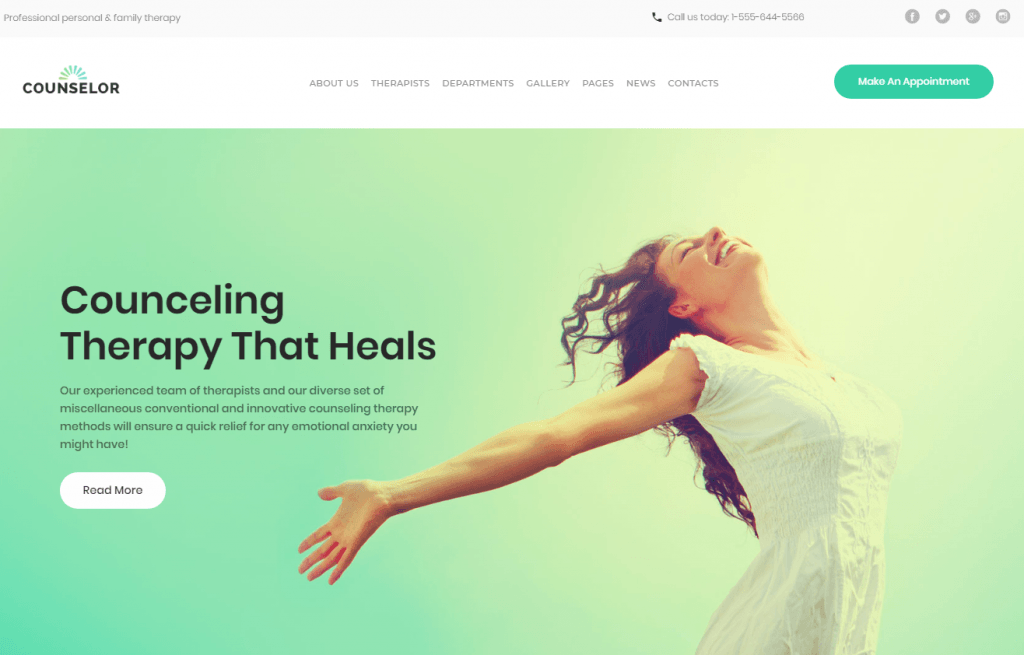 Professional personal & family therapy
Call us today: 1-555-644-5566
COUNSELOR
ABOUT US THERAPISTS DEPARTMENTS GALLERY PAGES NEWS CONTACTS
Make An Appointment
Counceling
Therapy That Heals
Our experienced team of therapists and our diverse set of
miscellaneous conventional and innovative counseling therapy
methods will ensure a quick relief for any emotional anxiety you
might have!
Read More